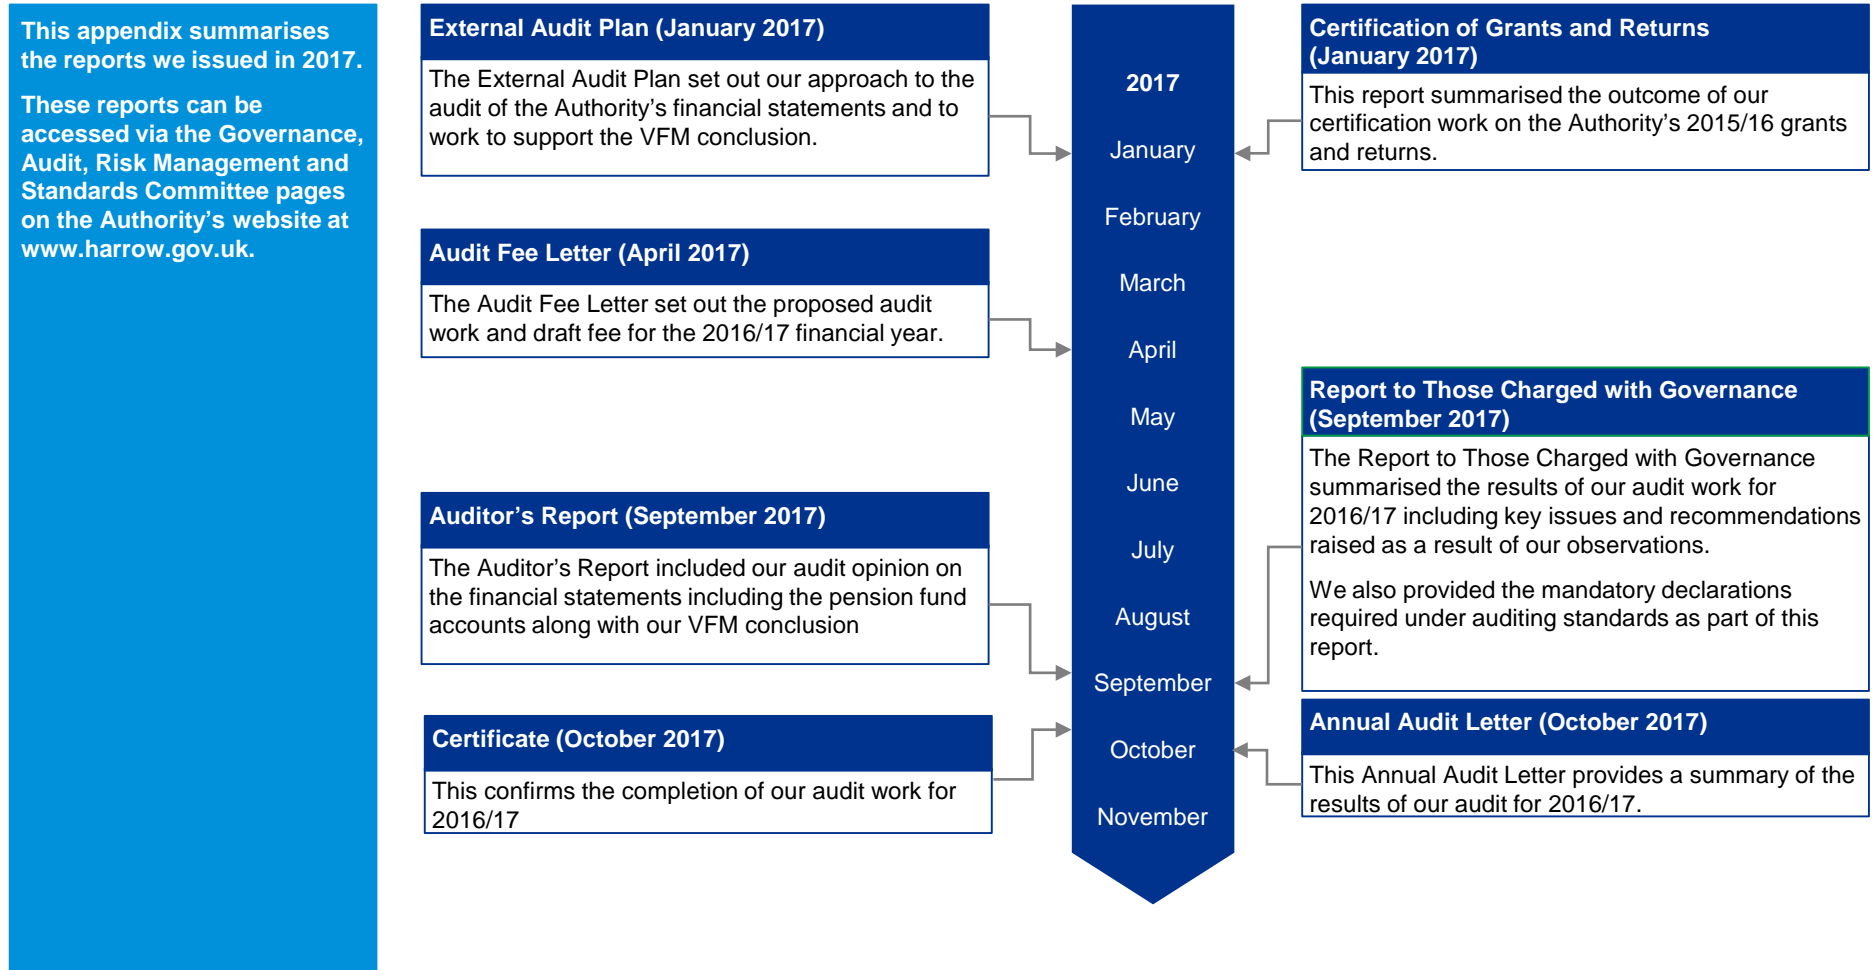 This appendix summarises
the reports we issued in 2017.
These reports can be
accessed via the Governance,
Audit, Risk Management and
Standards Committee pages
on the Authority’s website at
www.harrow.gov.uk.
External Audit Plan (January 2017)
The External Audit Plan set out our approach to the
audit of the Authority’s financial statements and to
work to support the VFM conclusion.
Audit Fee Letter (April 2017)
The Audit Fee Letter set out the proposed audit
work and draft fee for the 2016/17 financial year.
Auditor’s Report (September 2017)
The Auditor’s Report included our audit opinion on
the financial statements including the pension fund
accounts along with our VFM conclusion
Certificate (October 2017)
This confirms the completion of our audit work for
2016/17
2017
January
February
March
April
May
June
July
August
September
October
November
Certification of Grants and Returns
(January 2017)
This report summarised the outcome of our
certification work on the Authority’s 2015/16 grants
and returns.
Report to Those Charged with Governance
(September 2017)
The Report to Those Charged with Governance
summarised the results of our audit work for
2016/17 including key issues and recommendations
raised as a result of our observations.
We also provided the mandatory declarations
required under auditing standards as part of this
report.
Annual Audit Letter (October 2017)
This Annual Audit Letter provides a summary of the
results of our audit for 2016/17.